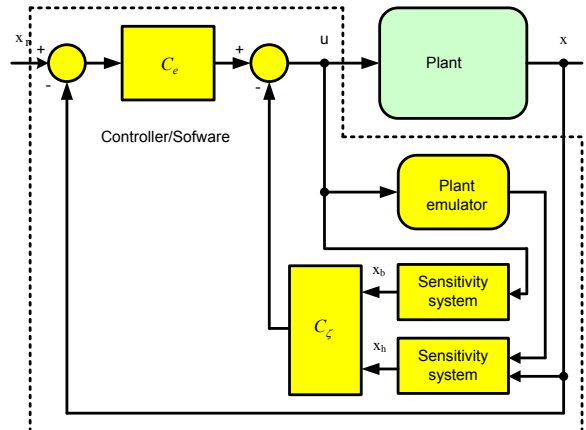 x r
+
-
C e
+
-
u
Plant
x
Controller/Sofware
Plant
emulator
x b
Sensitivity
system
C ζ
x h
Sensitivity
system